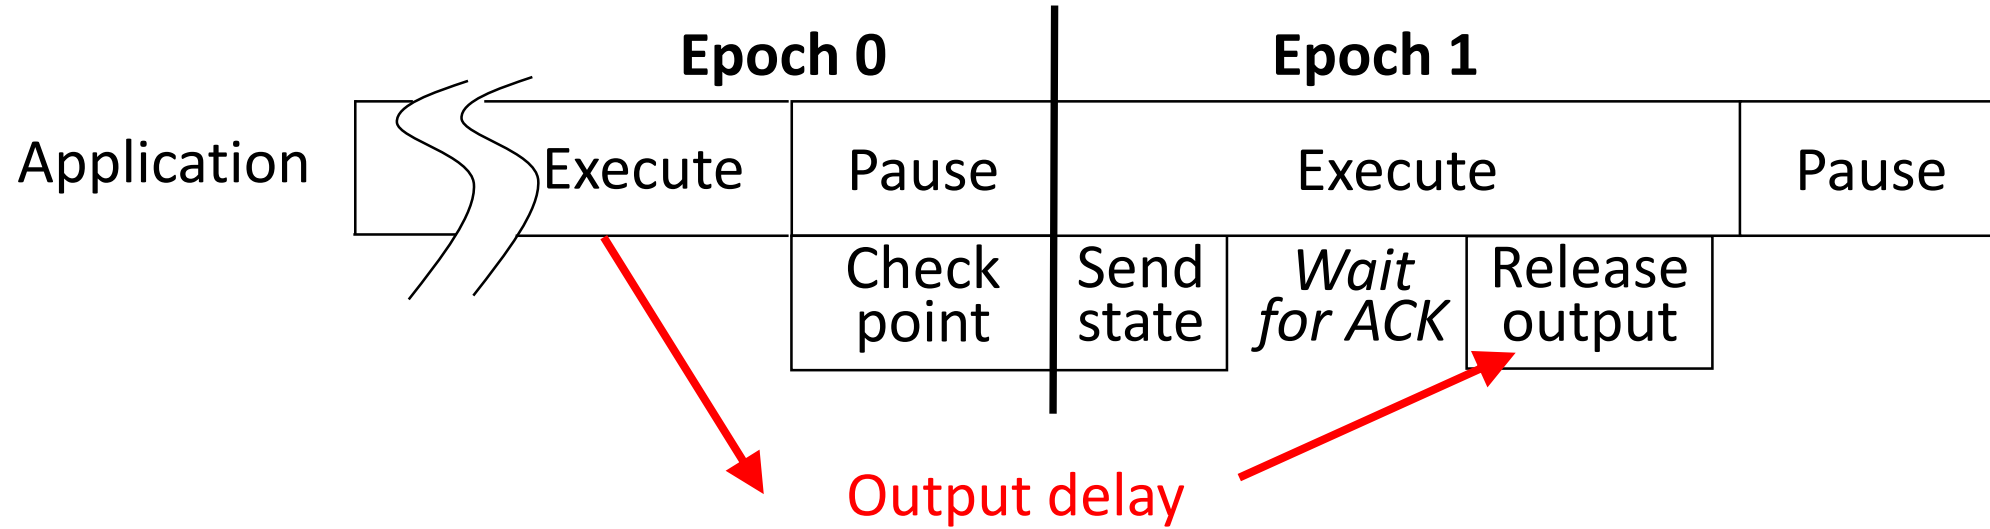 Epoch 0
Epoch 1
Application
Execute
Pause
Execute
Pause
Check
point
Send
state
Wait
for ACK
Release
output
Output delay